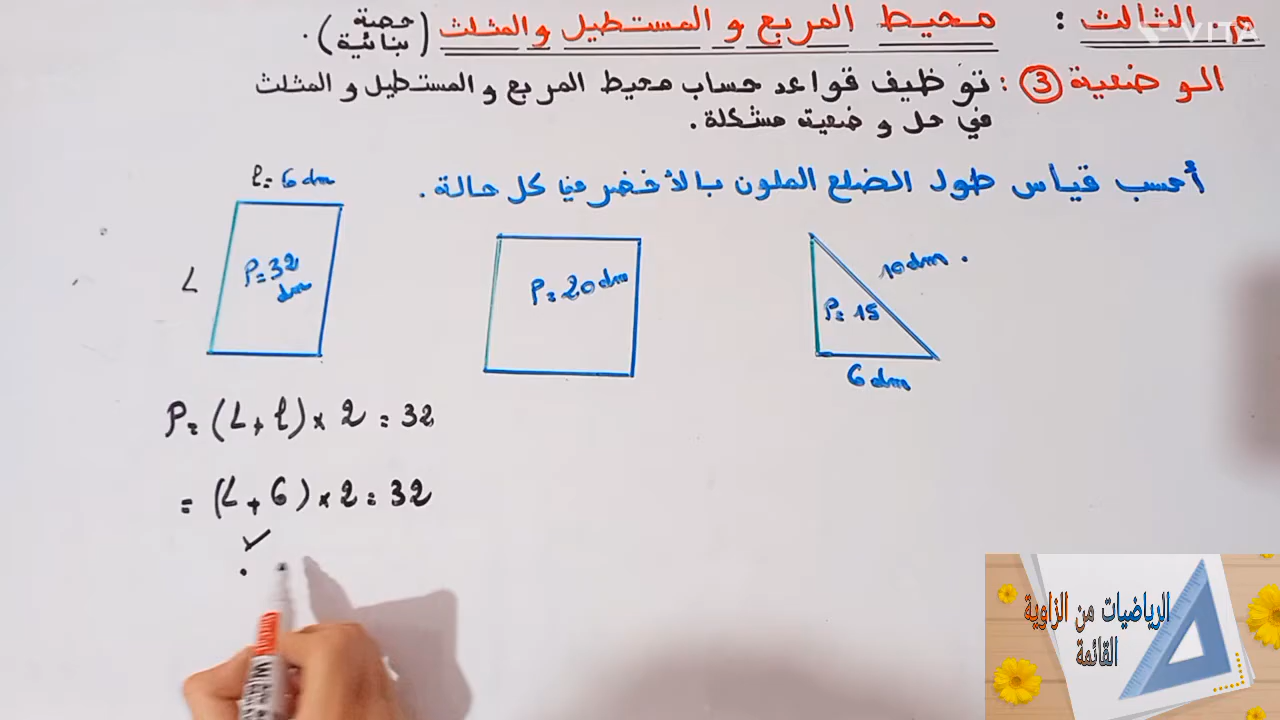 الثالث : محيط المربع و المستطيل و المثلث (حصة بنائية).
الوضعية ③ : توظيف قواعد حساب محيط المربع و المستطيل و المثلث
في حل وضعية مشكلة.
أحسب قياس طول الضلع الملون بالأخضر في كل حالة.
l = 6 dm
L
P = 32 dm
P = 20 dm
10 dm .
P = 15
6 dm
P = (L + l) × 2 = 32
= (L + 6) × 2 = 32
VITA
الرياضيات من الزاوية
القائمة